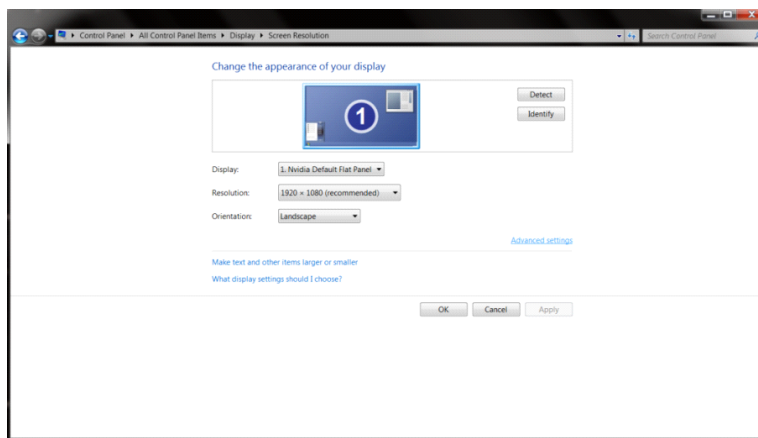 Control Panel ▸ All Control Panel Items ▸ Display ▸ Screen Resolution
Search Control Panel
Change the appearance of your display
1
Detect
Identify
Display: 1. Nvidia Default Flat Panel
Resolution: 1920 × 1080 (recommended)
Orientation: Landscape
Advanced settings
Make text and other items larger or smaller
What display settings should I choose?
OK Cancel Apply